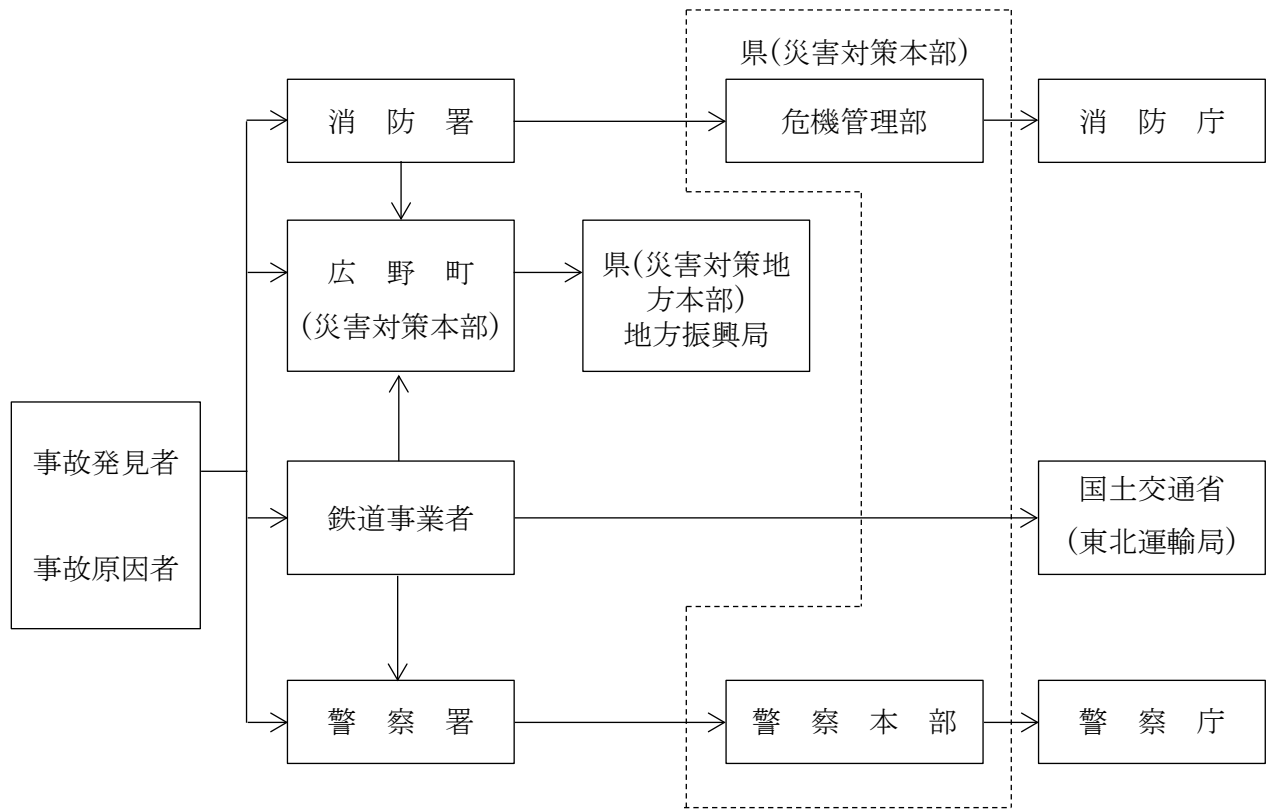 県(災害対策本部)
消 防 署
危機管理部
消 防 庁
広 野 町
(災害対策本部)
県(災害対策地
方本部)
地方振興局
事故発見者
事故原因者
鉄道事業者
国土交通省
(東北運輸局)
警 察 署
警 察 本 部
警 察 庁